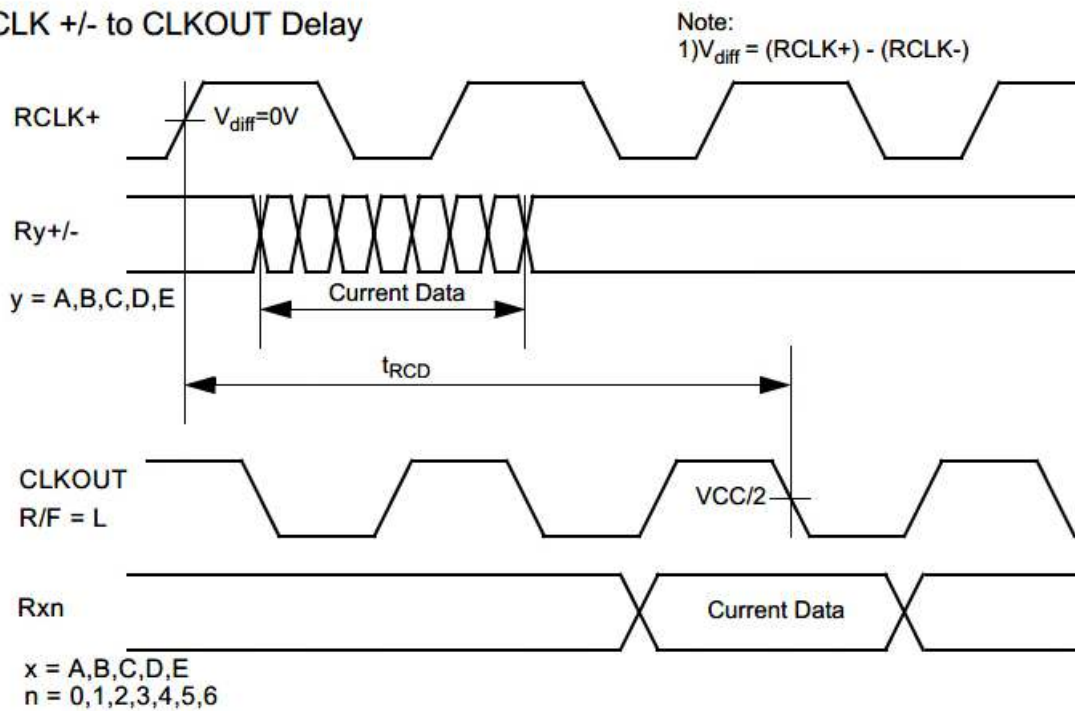 CLK +/- to CLKOUT Delay
Note:
1)Vdiff = (RCLK+) - (RCLK-)
RCLK+
Vdiff=0V
Ry+/-
y = A,B,C,D,E
Current Data
tRCD
CLKOUT
R/F = L
VCC/2
Rxn
Current Data
x = A,B,C,D,E
n = 0,1,2,3,4,5,6